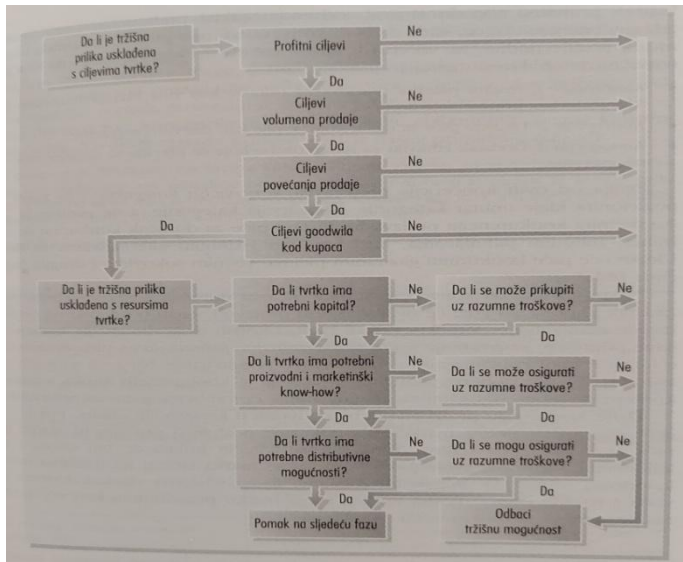 Da li je tržišna
prilika usklađena
s ciljevima tvrtke?
Profitni ciljevi
Ne
Da
Ciljevi
volumena prodaje
Ne
Da
Ciljevi
povećanja prodaje
Ne
Da
Ciljevi goodwila
kod kupaca
Ne
Da
Da li je tržišna prilika
usklađena s resursima
tvrtke?
Da li tvrtka ima
potrebni kapital?
Ne
Da li se može prikupiti
uz razumne troškove?
Ne
Da
Da
Da li tvrtka ima potrebni
proizvodni i marketinški
know-how?
Ne
Da li se može osigurati
uz razumne troškove?
Ne
Da
Da
Da li tvrtka ima
potrebne distributivne
mogućnosti?
Ne
Da li se mogu osigurati
uz razumne troškove?
Ne
Da
Da
Pomak na sljedeću fazu
Odbaci
tržišnu mogućnost